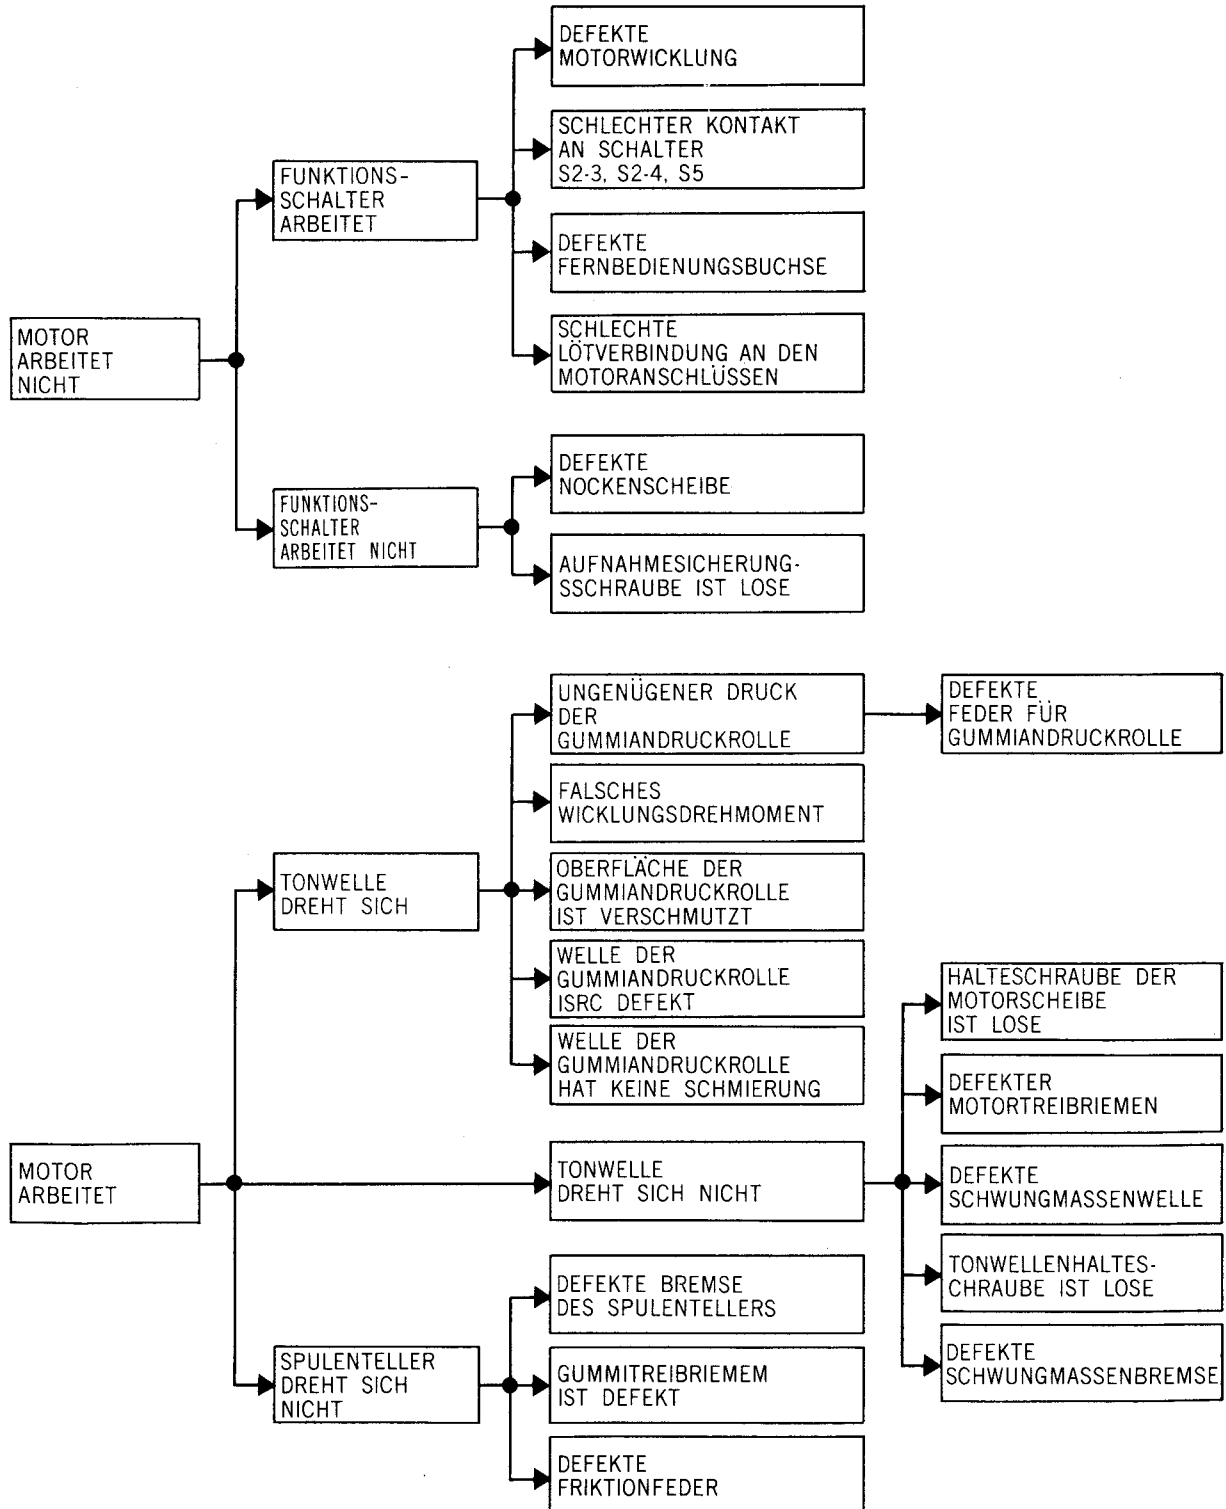 DEFEKTE
MOTORWICKLUNG
SCHLECHTER KONTAKT
AN SCHALTER
S2-3, S2-4, S5
FUNKTIONS-
SCHALTER
ARBEITET
DEFEKTE
FERNBEDIENUNGSBUCHSE
SCHLECHTE
LÖTVERBINDUNG AN DEN
MOTORANSCHLÜSSEN
MOTOR
ARBEITET
NICHT
DEFEKTE
NOCKENSCHEIBE
FUNKTIONS-
SCHALTER
ARBEITET NICHT
AUFNAHMESICHERUNG-
SSCHRAUBE IST LOSE
UNGENÜGENER DRUCK
DER
GUMMIANDRUCKROLLE
DEFEKTE
FEDER FÜR
GUMMIANDRUCKROLLE
FALSCHES
WICKLUNGSDREHMOMENT
TONWELLE
DREHT SICH
OBERFLÄCHE DER
GUMMIANDRUCKROLLE
IST VERSCHMUTZT
WELLE DER
GUMMIANDRUCKROLLE
ISRC DEFEKT
WELLE DER
GUMMIANDRUCKROLLE
HAT KEINE SCHMIERUNG
HALTESCHRAUBE DER
MOTORSCHEIBE
IST LOSE
DEFEKTER
MOTORTREIBRIEMEN
MOTOR
ARBEITET
TONWELLE
DREHT SICH NICHT
DEFEKTE
SCHWUNGMASSENWELLE
TONWELLENHALTES-
CHRAUBE IST LOSE
DEFEKTE
SCHWUNGMASSENBREMSE
DEFEKTE BREMSE
DES SPULENTELLERS
SPULENTELLER
DREHT SICH
NICHT
GUMMITREIBRIEMEM
IST DEFEKT
DEFEKTE
FRIKTIONFEDER